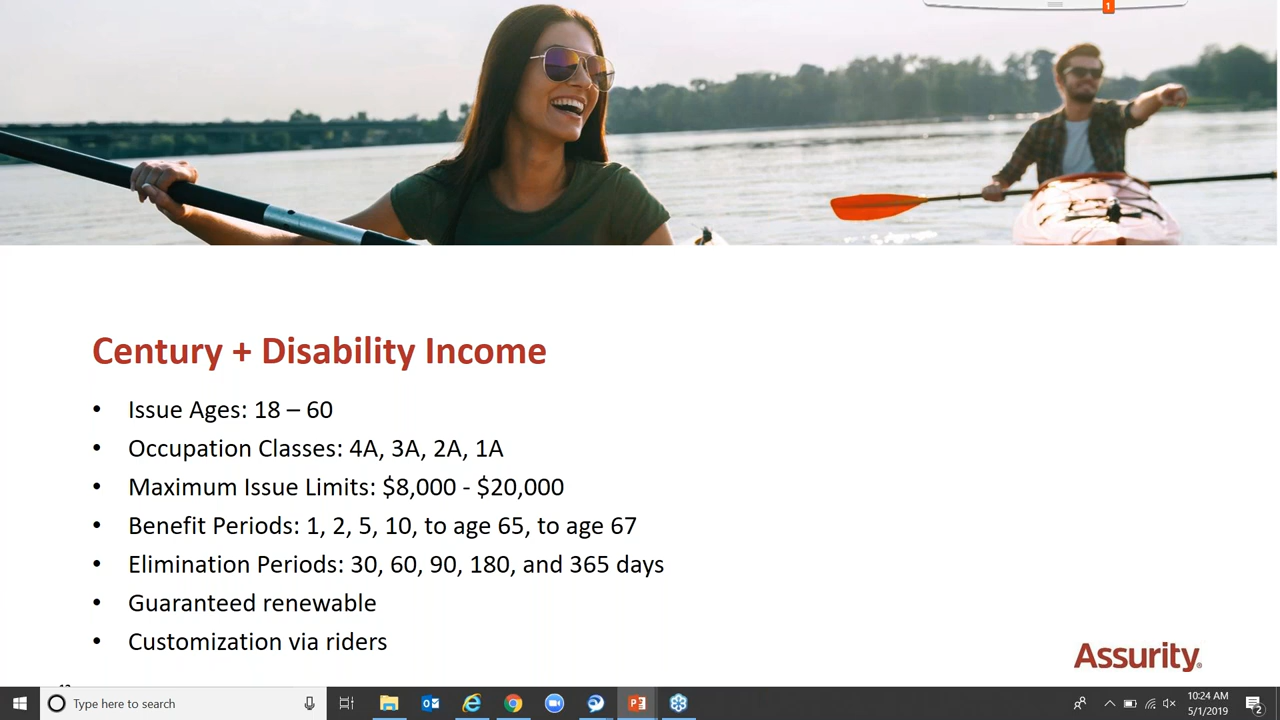 1
Century + Disability Income
• Issue Ages: 18 – 60
• Occupation Classes: 4A, 3A, 2A, 1A
• Maximum Issue Limits: $8,000 - $20,000
• Benefit Periods: 1, 2, 5, 10, to age 65, to age 67
• Elimination Periods: 30, 60, 90, 180, and 365 days
• Guaranteed renewable
• Customization via riders
Assurity®
Type here to search
10:24 AM
5/1/2019
2